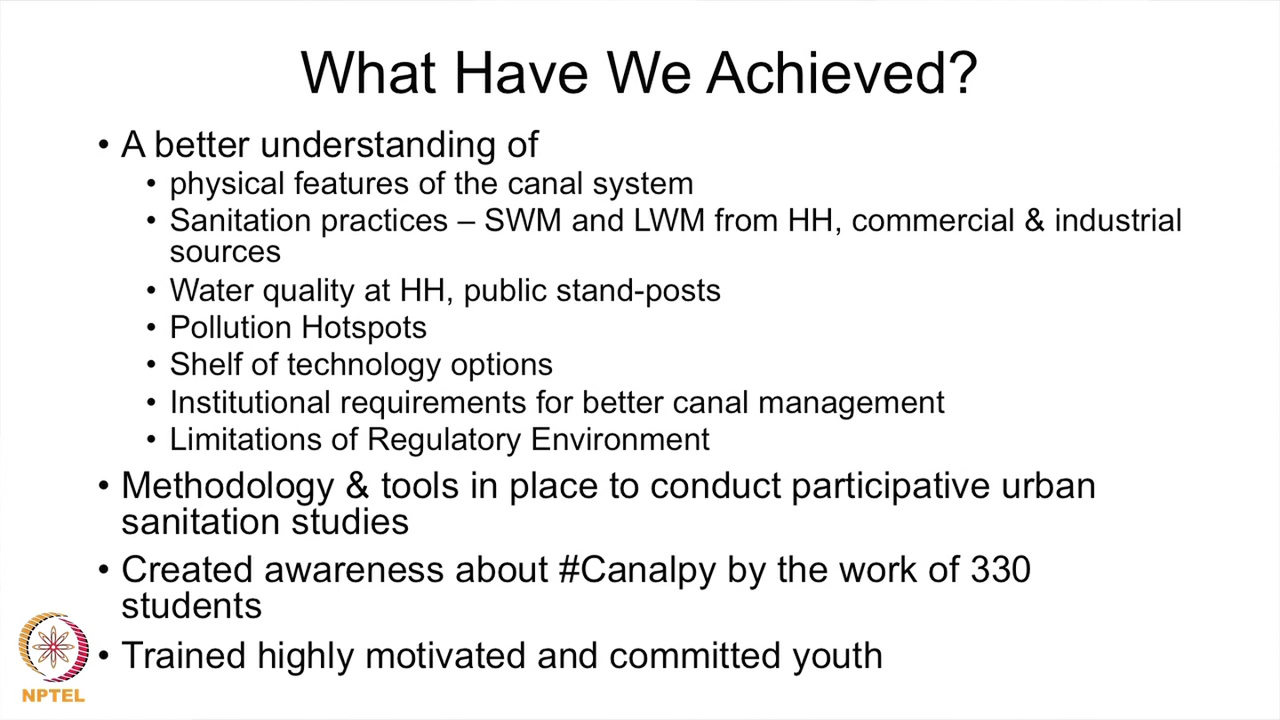 What Have We Achieved?
• A better understanding of
• physical features of the canal system
• Sanitation practices – SWM and LWM from HH, commercial & industrial
sources
• Water quality at HH, public stand-posts
• Pollution Hotspots
• Shelf of technology options
• Institutional requirements for better canal management
• Limitations of Regulatory Environment
• Methodology & tools in place to conduct participative urban
sanitation studies
• Created awareness about #Canalpy by the work of 330
students
• Trained highly motivated and committed youth
NPTEL